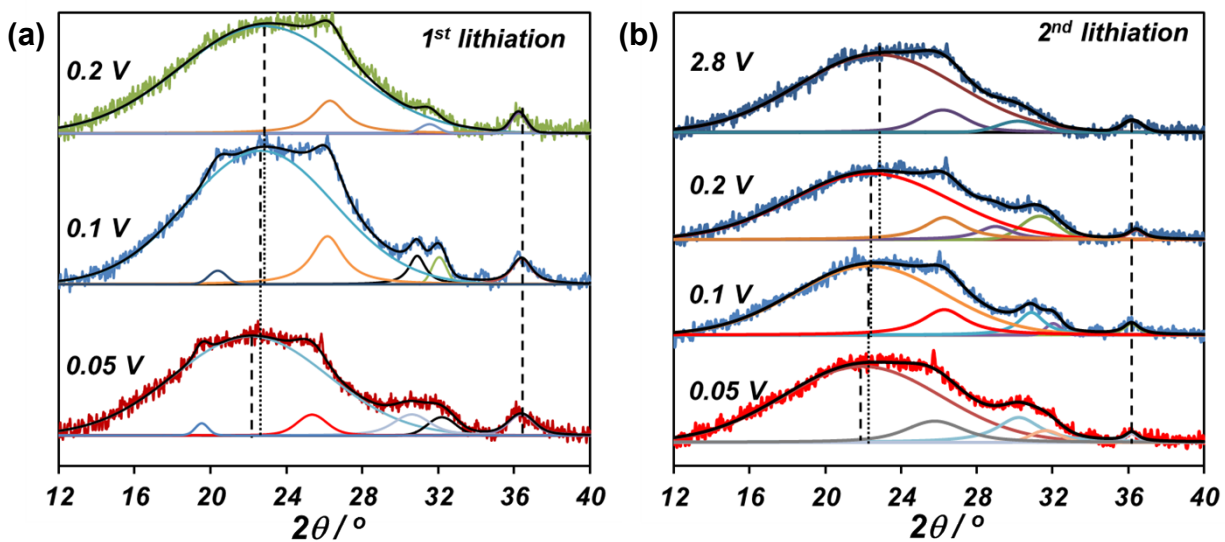 (a)
1st lithiation
0.2 V
0.1 V
0.05 V
12 16 20 24 28 32 36 40
2θ / o
(b)
2nd lithiation
2.8 V
0.2 V
0.1 V
0.05 V
12 16 20 24 28 32 36 40
2θ / o